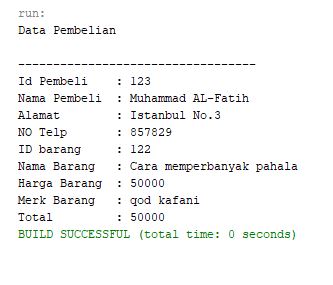 run:
Data Pembelian
----------------------------------
Id Pembeli    : 123
Nama Pembeli  : Muhammad AL-Fatih
Alamat        : Istanbul No.3
NO Telp       : 857829
ID barang     : 122
Nama Barang   : Cara memperbanyak pahala
Harga Barang  : 50000
Merk Barang   : qod kafani
Total         : 50000
BUILD SUCCESSFUL (total time: 0 seconds)